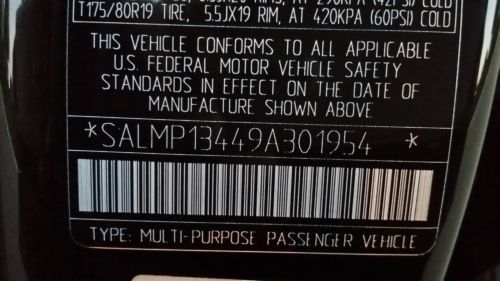 T175/80R19 TIRE, 5.5JX19 RIM, AT 420KPA (60PSI) COLD
THIS VEHICLE CONFORMS TO ALL APPLICABLE
U.S. FEDERAL MOTOR VEHICLE SAFETY
STANDARDS IN EFFECT ON THE DATE OF
MANUFACTURE SHOWN ABOVE
*SALMP13449A301954 *
TYPE: MULTI-PURPOSE PASSENGER VEHICLE